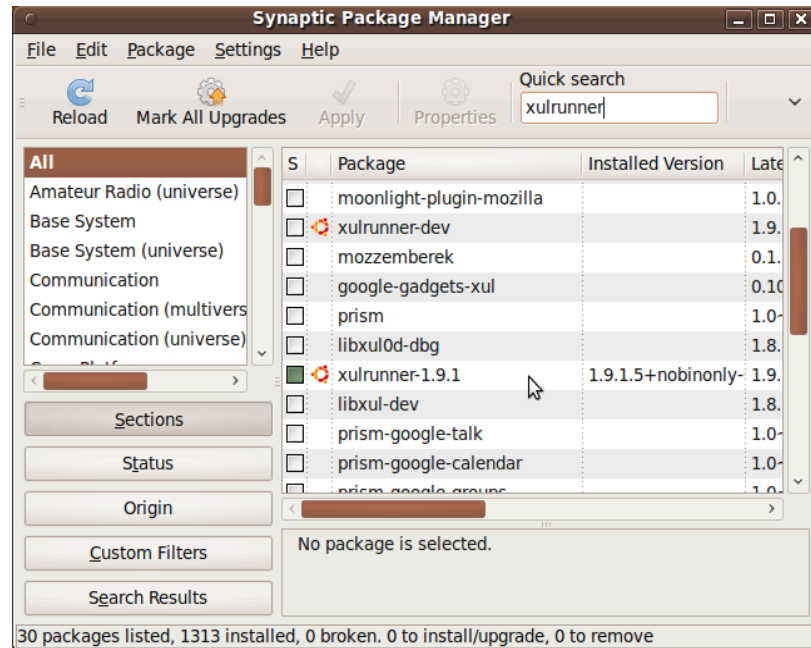 Synaptic Package Manager
File Edit Package Settings Help
Reload Mark All Upgrades Apply Properties
Quick search
xulrunner
All
Amateur Radio (universe)
Base System
Base System (universe)
Communication
Communication (multivers
Communication (universe)
Sections
Status
Origin
Custom Filters
Search Results
S Package Installed Version Late
moonlight-plugin-mozilla 1.0.
xulrunner-dev 1.9.
mozzemberek 0.1.
google-gadgets-xul 0.10
prism 1.0~
libxul0d-dbg 1.8.
xulrunner-1.9.1 1.9.1.5+nobinonly- 1.9.
libxul-dev 1.8.
prism-google-talk 1.0~
prism-google-calendar 1.0~
prism-google-groups 1.0~
No package is selected.
30 packages listed, 1313 installed, 0 broken. 0 to install/upgrade, 0 to remove